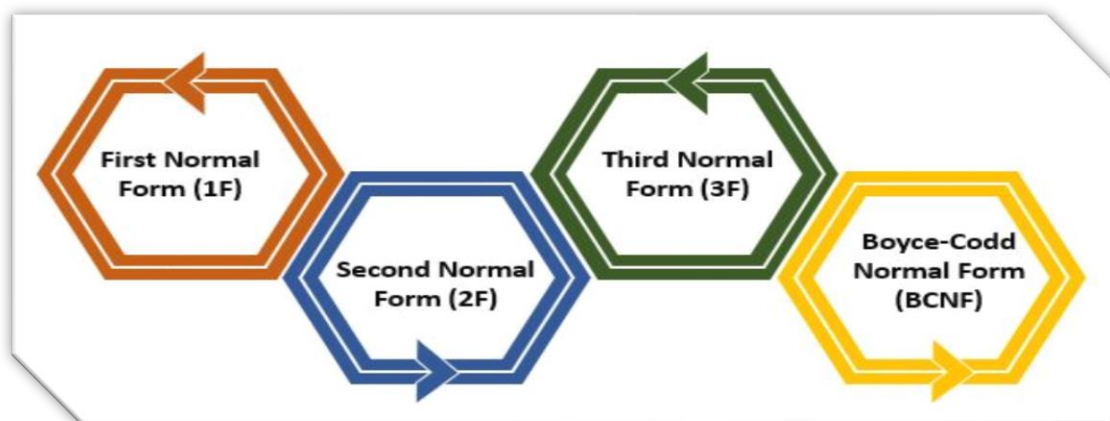 First Normal
Form (1F)
Second Normal
Form (2F)
Third Normal
Form (3F)
Boyce-Codd
Normal Form
(BCNF)